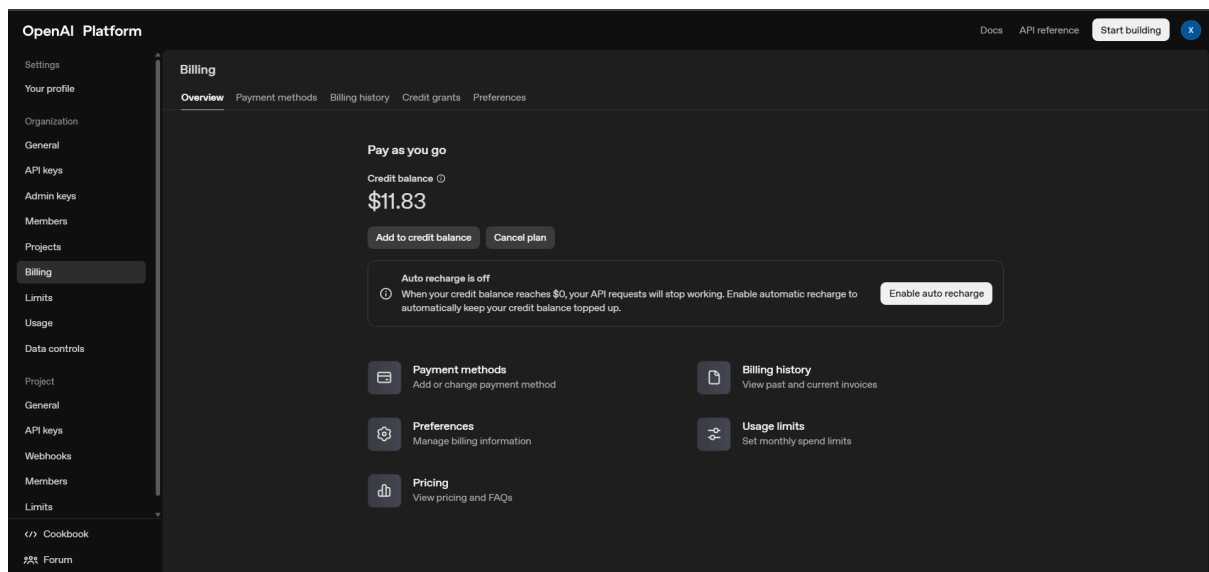 OpenAI Platform
Docs
API reference
Start building
X
Settings
Your profile
Organization
General
API keys
Admin keys
Members
Projects
Billing
Limits
Usage
Data controls
Project
General
API keys
Webhooks
Members
Limits
</> Cookbook
Forum
Billing
Overview
Payment methods
Billing history
Credit grants
Preferences
Pay as you go
Credit balance
$11.83
Add to credit balance
Cancel plan
Auto recharge is off
When your credit balance reaches $0, your API requests will stop working. Enable automatic recharge to
automatically keep your credit balance topped up.
Enable auto recharge
Payment methods
Add or change payment method
Billing history
View past and current invoices
Preferences
Manage billing information
Usage limits
Set monthly spend limits
Pricing
View pricing and FAQs